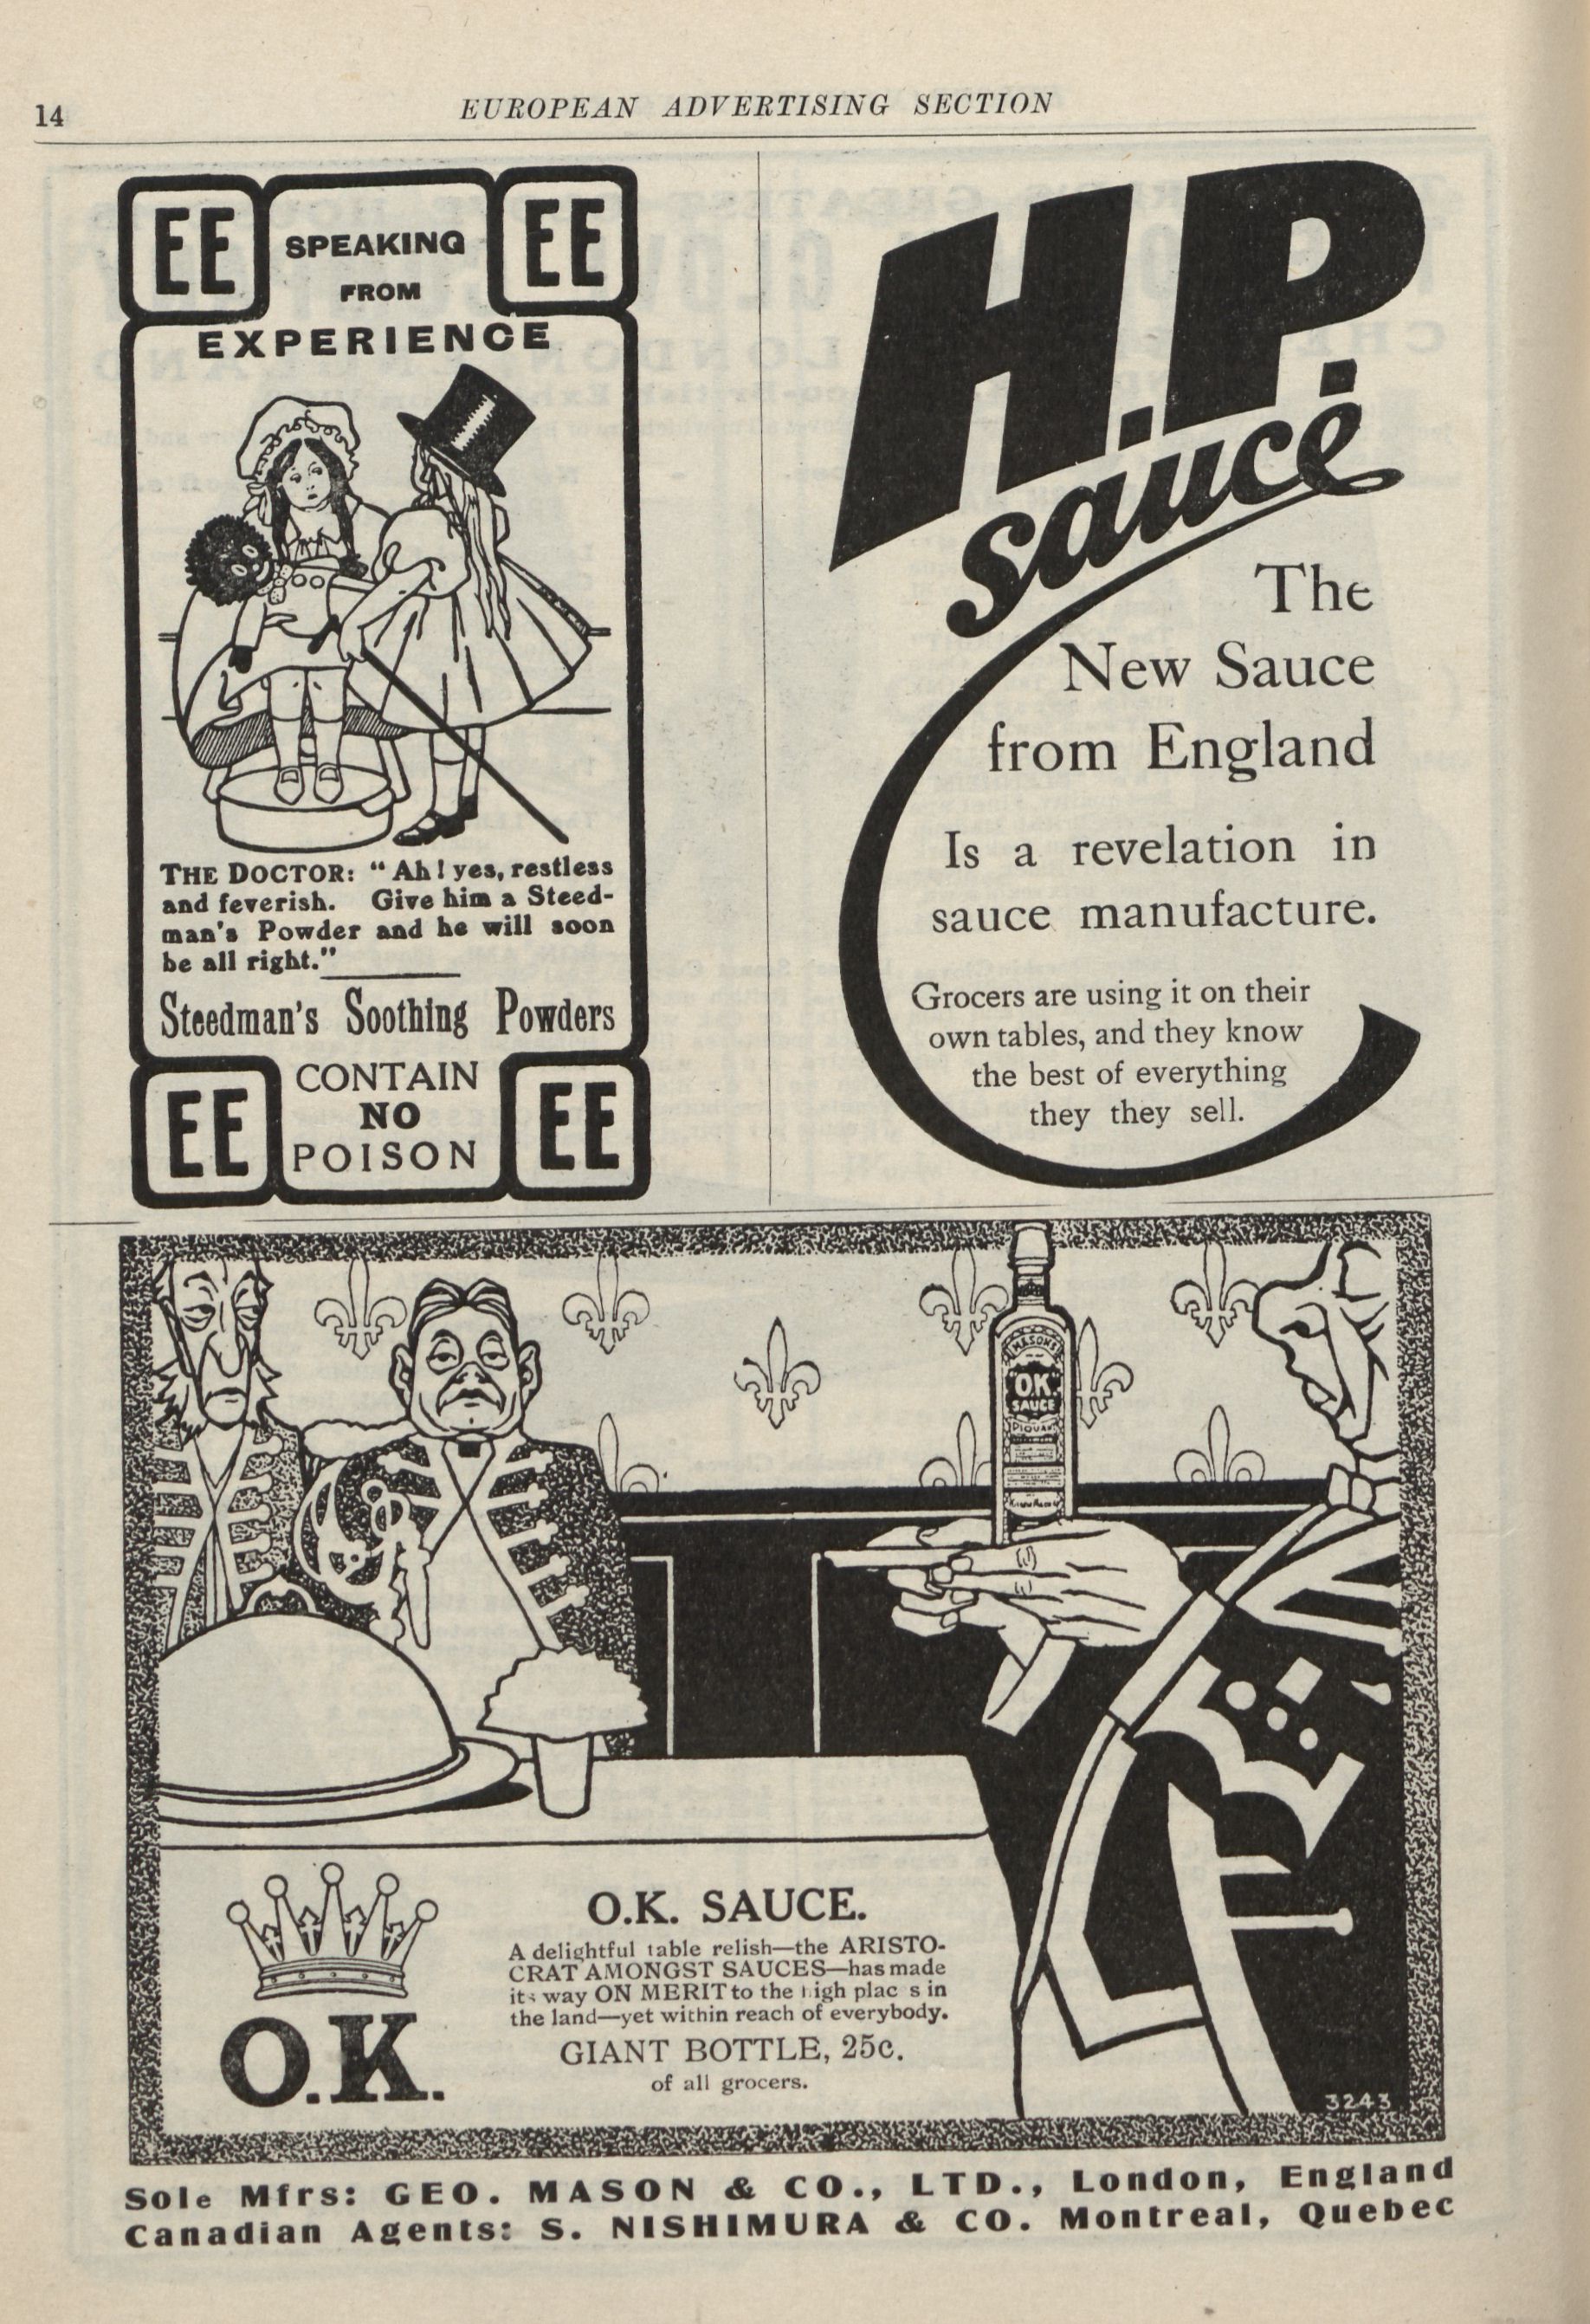 14
EUROPEAN ADVERTISING SECTION
EE
SPEAKING
EE
FROM
EXPERIENCE
THE DOCTOR: “Ah! yes, restless
and feverish. Give him a Steed-
man's Powder and he will soon
be all right."
Steedman's Soothing Powders
EE
CONTAIN
NO
POISON
EE
H.P.
sauce
The
New Sauce
from England
Is a revelation in
sauce manufacture.
Grocers are using it on their
own tables, and they know
the best of everything
they they sell.
MASON'S
OK
SAUCE
PIQUANT
O.K.
O.K. SAUCE.
A delightful table relish—the ARISTO-
CRAT AMONGST SAUCES—has made
its way ON MERIT to the high plac s in
the land—yet within reach of everybody.
GIANT BOTTLE, 25c.
of all grocers.
3243
Sole Mfrs: GEO. MASON & CO., LTD., London, England
Canadian Agents: S. NISHIMURA & CO. Montreal, Quebec